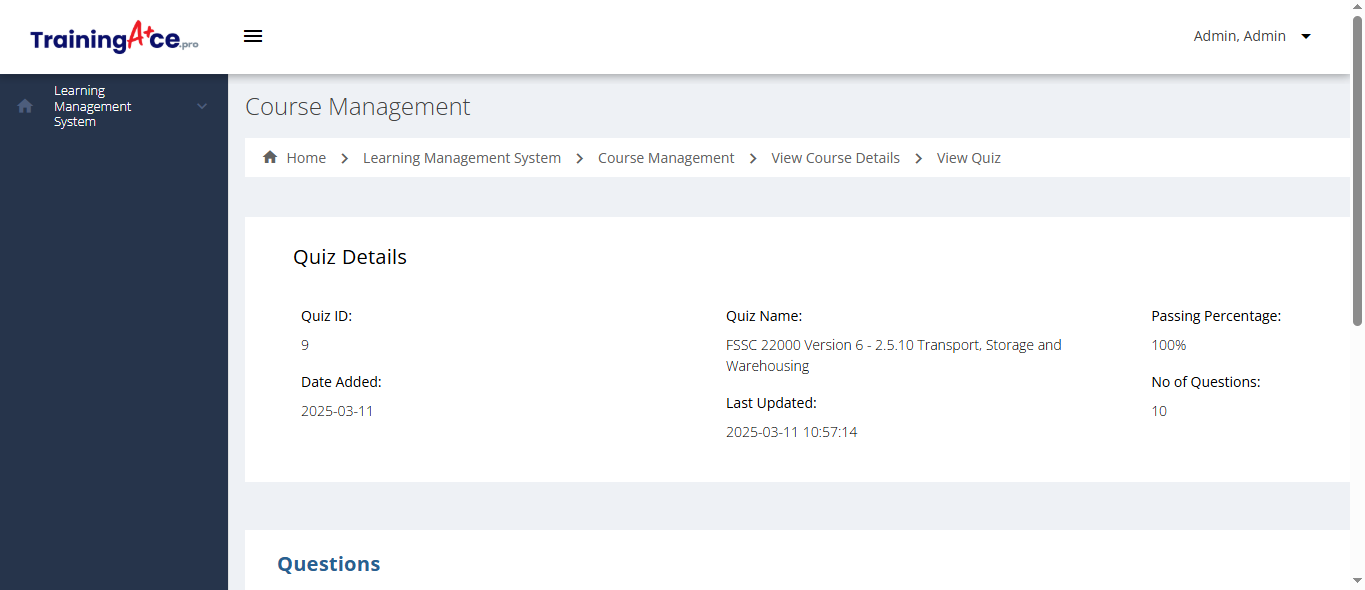 TrainingA+ce.pro
Admin, Admin
Learning
Management
System
Course Management
Home > Learning Management System > Course Management > View Course Details > View Quiz
Quiz Details
Quiz ID:
9
Date Added:
2025-03-11
Quiz Name:
FSSC 22000 Version 6 - 2.5.10 Transport, Storage and
Warehousing
Last Updated:
2025-03-11 10:57:14
Passing Percentage:
100%
No of Questions:
10
Questions